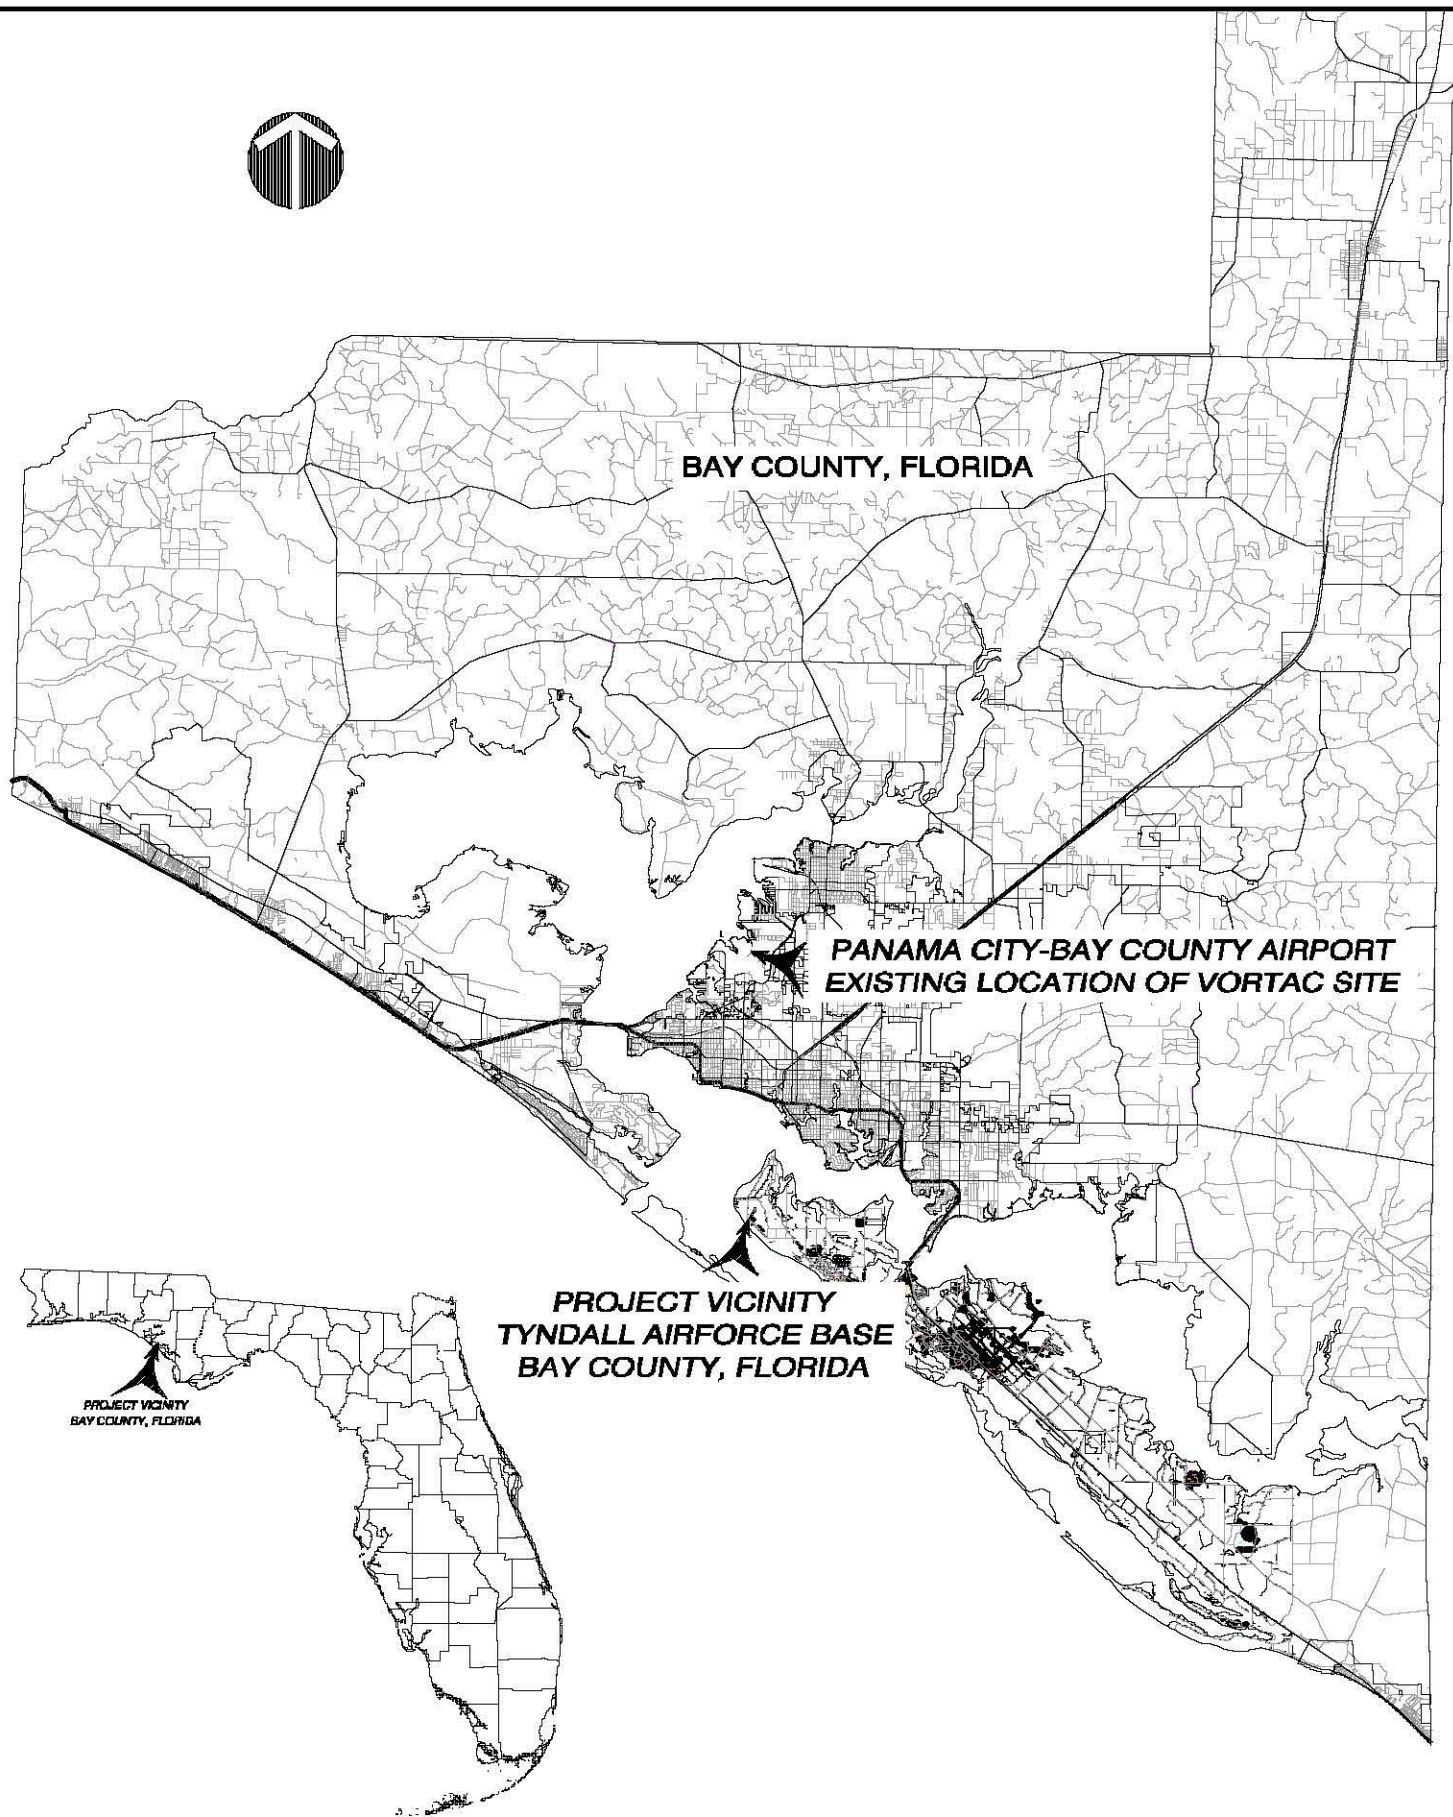 BAY COUNTY, FLORIDA
PANAMA CITY-BAY COUNTY AIRPORT
EXISTING LOCATION OF VORTAC SITE
PROJECT VICINITY
TYNDALL AIRFORCE BASE
BAY COUNTY, FLORIDA
PROJECT VICINITY
BAY COUNTY, FLORIDA